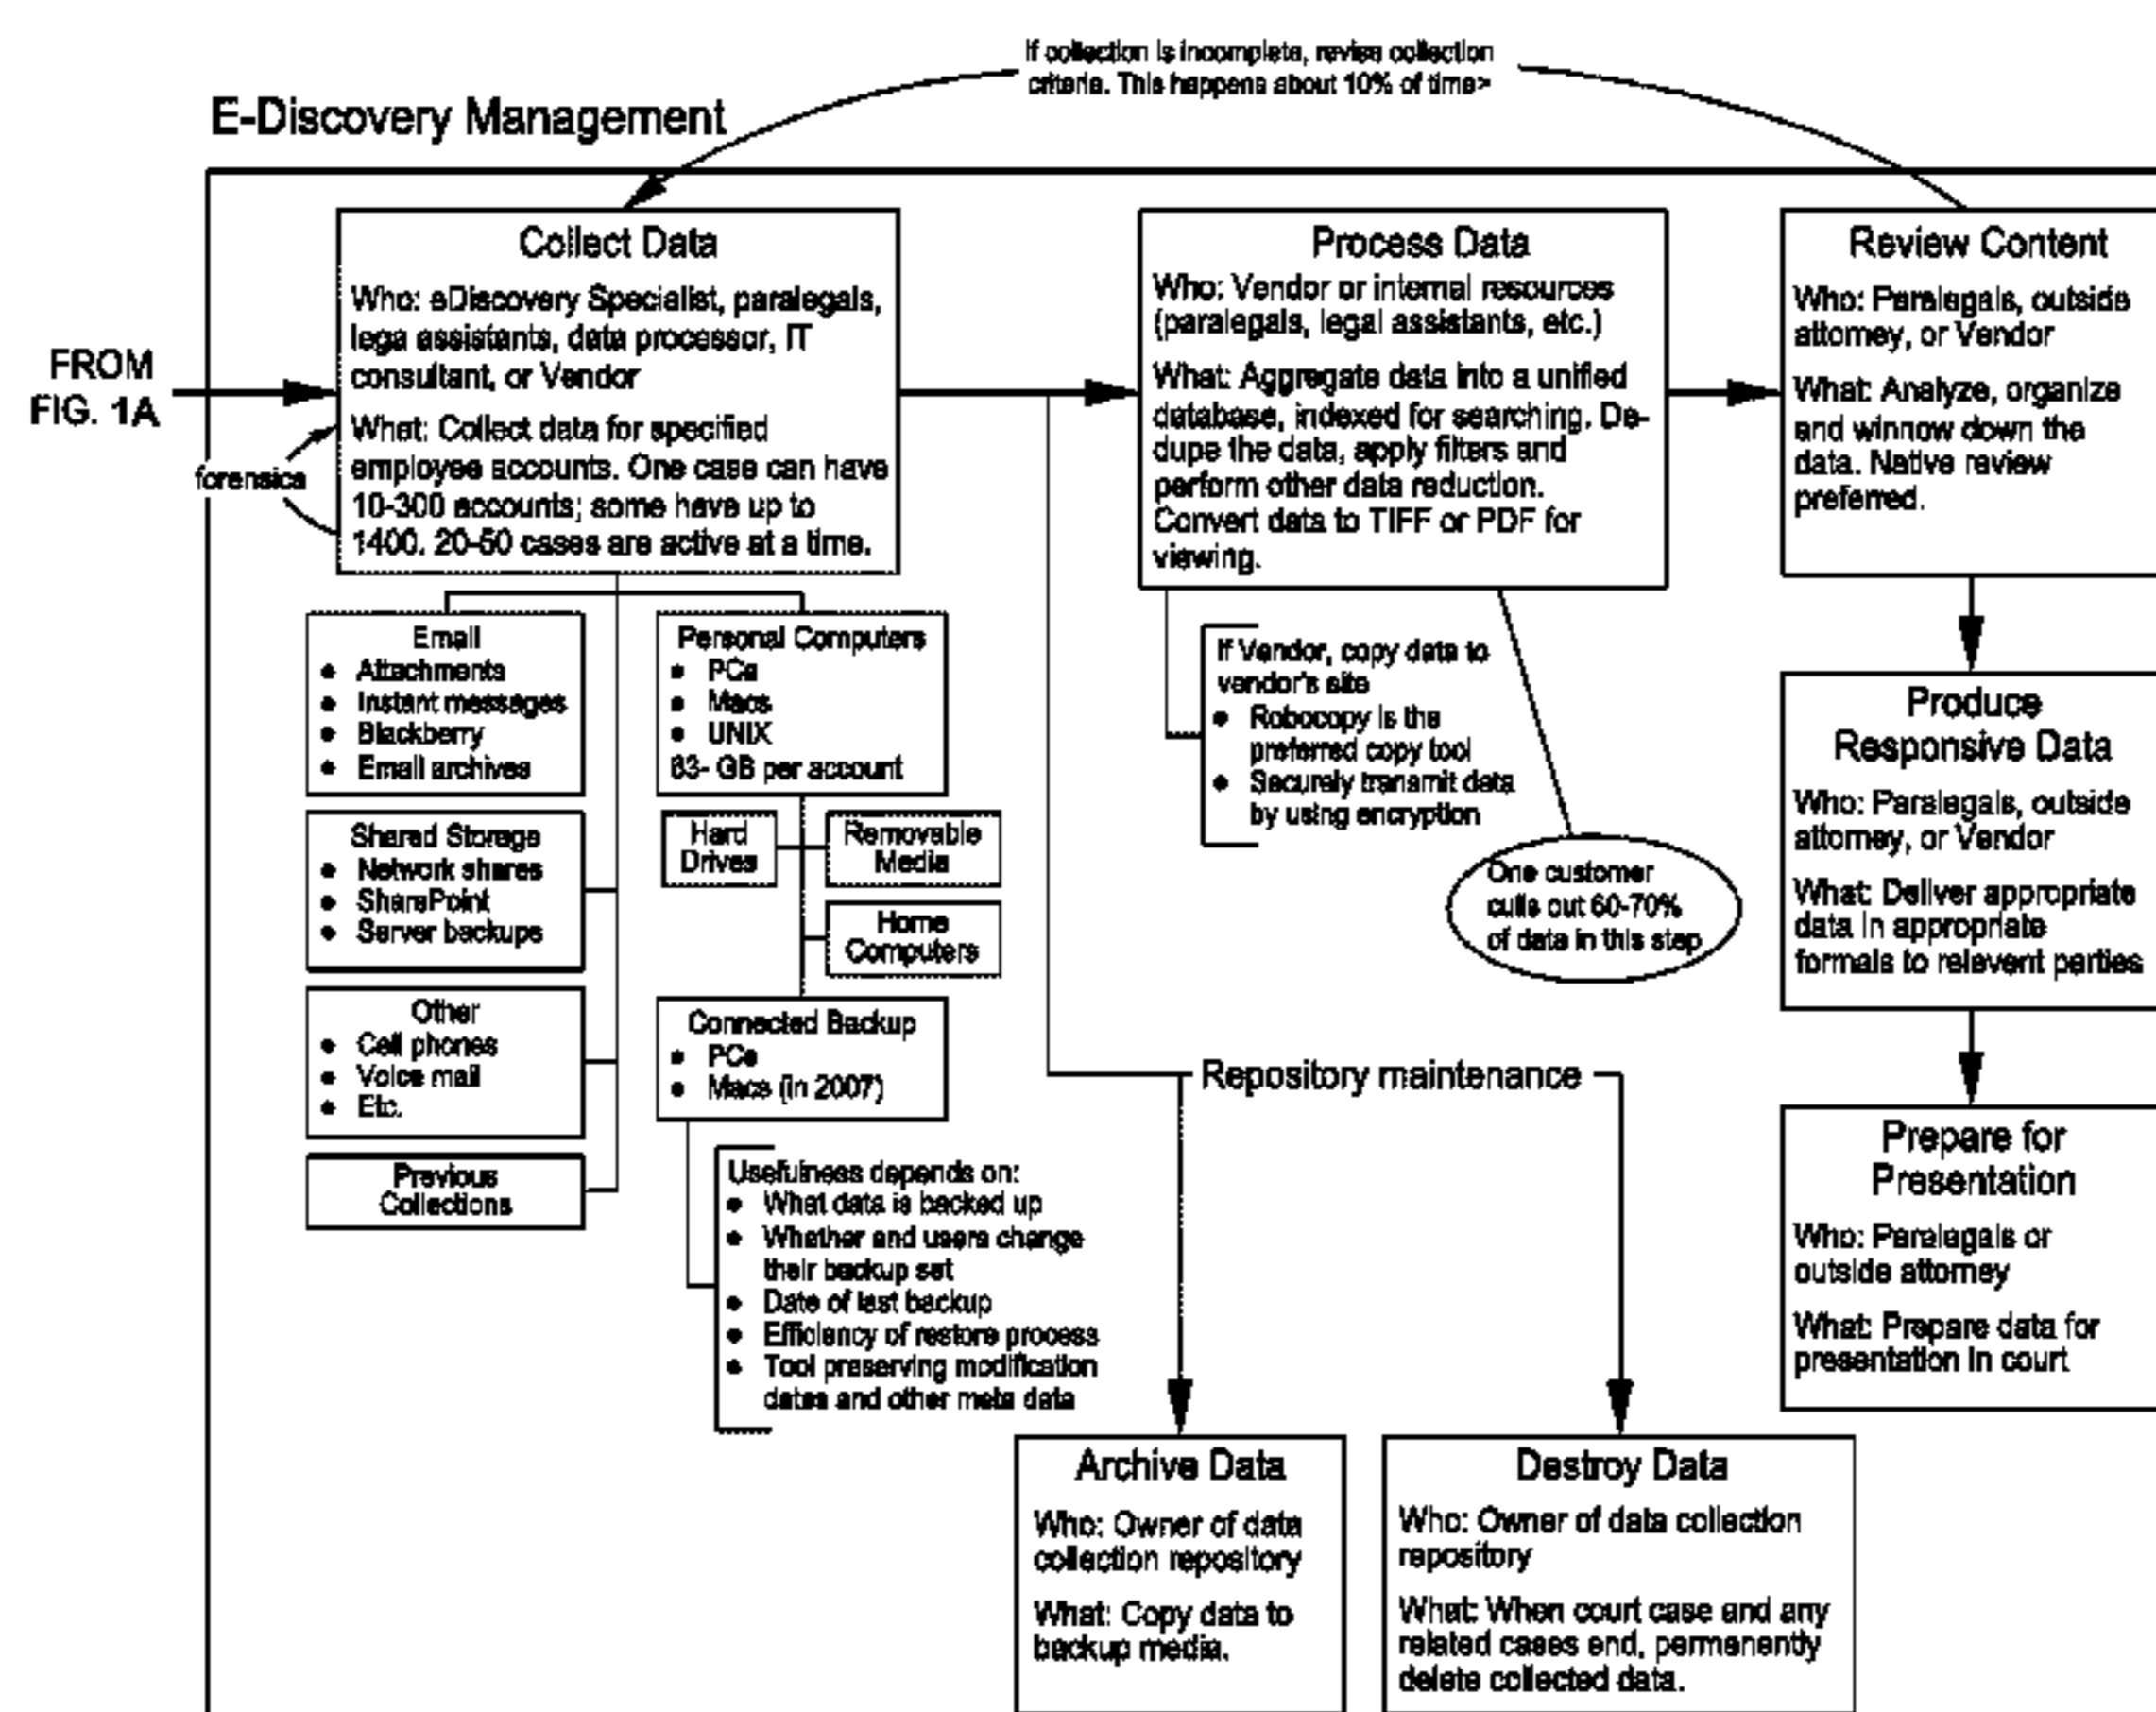 If collection is incomplete, revise collection
criteria. This happens about 10% of time>
E-Discovery Management
FROM
FIG. 1A
forensics
Collect Data
Who: eDiscovery Specialist, paralegals,
lega assistants, data processor, IT
consultant, or Vendor
What: Collect data for specified
employee accounts. One case can have
10-300 accounts; some have up to
1400. 20-50 cases are active at a time.
Email
• Attachments
• Instant messages
• Blackberry
• Email archives
Shared Storage
• Network shares
• SharePoint
• Server backups
Other
• Cell phones
• Voice mail
• Etc.
Previous
Collections
Personal Computers
• PCs
• Macs
• UNIX
63- GB per account
Hard
Drives
Removable
Media
Home
Computers
Connected Backup
• PCs
• Macs (in 2007)
Usefulness depends on:
• What data is backed up
• Whether and users change
their backup set
• Date of last backup
• Efficiency of restore process
• Tool preserving modification
dates and other meta data
Process Data
Who: Vendor or internal resources
(paralegals, legal assistants, etc.)
What: Aggregate data into a unified
database, indexed for searching. De-
dupe the data, apply filters and
perform other data reduction.
Convert data to TIFF or PDF for
viewing.
If Vendor, copy data to
vendor's site
• Robocopy is the
preferred copy tool
• Securely transmit data
by using encryption
One customer
culls out 60-70%
of data in this step
Repository maintenance
Archive Data
Who: Owner of data
collection repository
What: Copy data to
backup media.
Destroy Data
Who: Owner of data collection
repository
What: When court case and any
related cases end, permanently
delete collected data.
Review Content
Who: Paralegals, outside
attorney, or Vendor
What: Analyze, organize
and winnow down the
data. Native review
preferred.
Produce
Responsive Data
Who: Paralegals, outside
attorney, or Vendor
What: Deliver appropriate
data in appropriate
formals to relevent parties
Prepare for
Presentation
Who: Paralegals or
outside attorney
What: Prepare data for
presentation in court